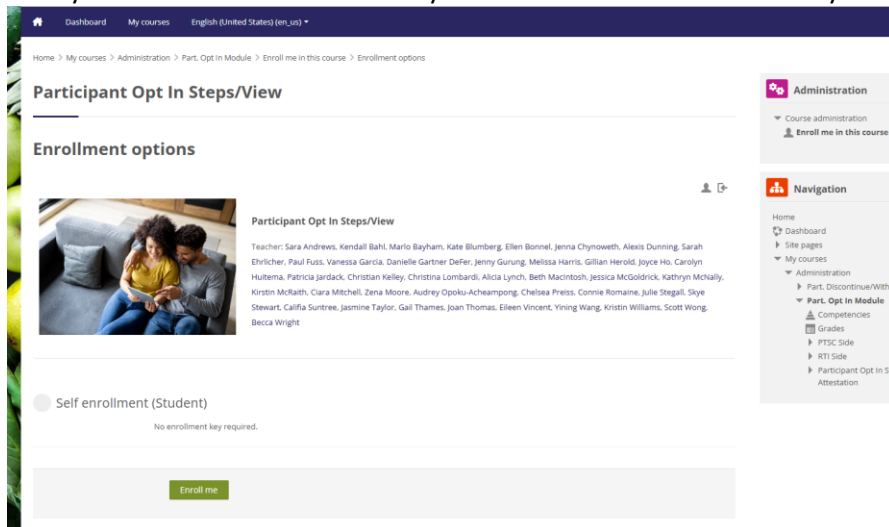 Dashboard My courses English (United States) (en_us)
Home > My courses > Administration > Part. Opt In Module > Enroll me in this course > Enrollment options
Participant Opt In Steps/View
Enrollment options
Participant Opt In Steps/View
Teacher: Sara Andrews, Kendall Bahl, Marlo Bayham, Kate Blumberg, Ellen Bonnel, Jenna Chynoweth, Alexis Dunning, Sarah
Ehrlicher, Paul Fuss, Vanessa Garcia, Danielle Gartner DeFer, Jenny Gurung, Melissa Harris, Gillian Herold, Joyce Ho, Carolyn
Huitema, Patricia Jardack, Christian Kelley, Christina Lombardi, Alicia Lynch, Beth MacIntosh, Jessica McGoldrick, Kathryn McNally,
Kirstin McRaith, Ciara Mitchell, Zena Moore, Audrey Opoku-Acheampong, Chelsea Preiss, Connie Romaine, Julie Stegall, Skye
Stewart, Califia Suntree, Jasmine Taylor, Gail Thames, Joan Thomas, Eileen Vincent, Yining Wang, Kristin Williams, Scott Wong,
Becca Wright
Self enrollment (Student)
No enrollment key required.
Enroll me
Administration
Course administration
Enroll me in this course
Navigation
Home
Dashboard
Site pages
My courses
Administration
Part. Discontinue/With
Part. Opt In Module
Competencies
Grades
PTSC Side
RTI Side
Participant Opt In S
Attestation